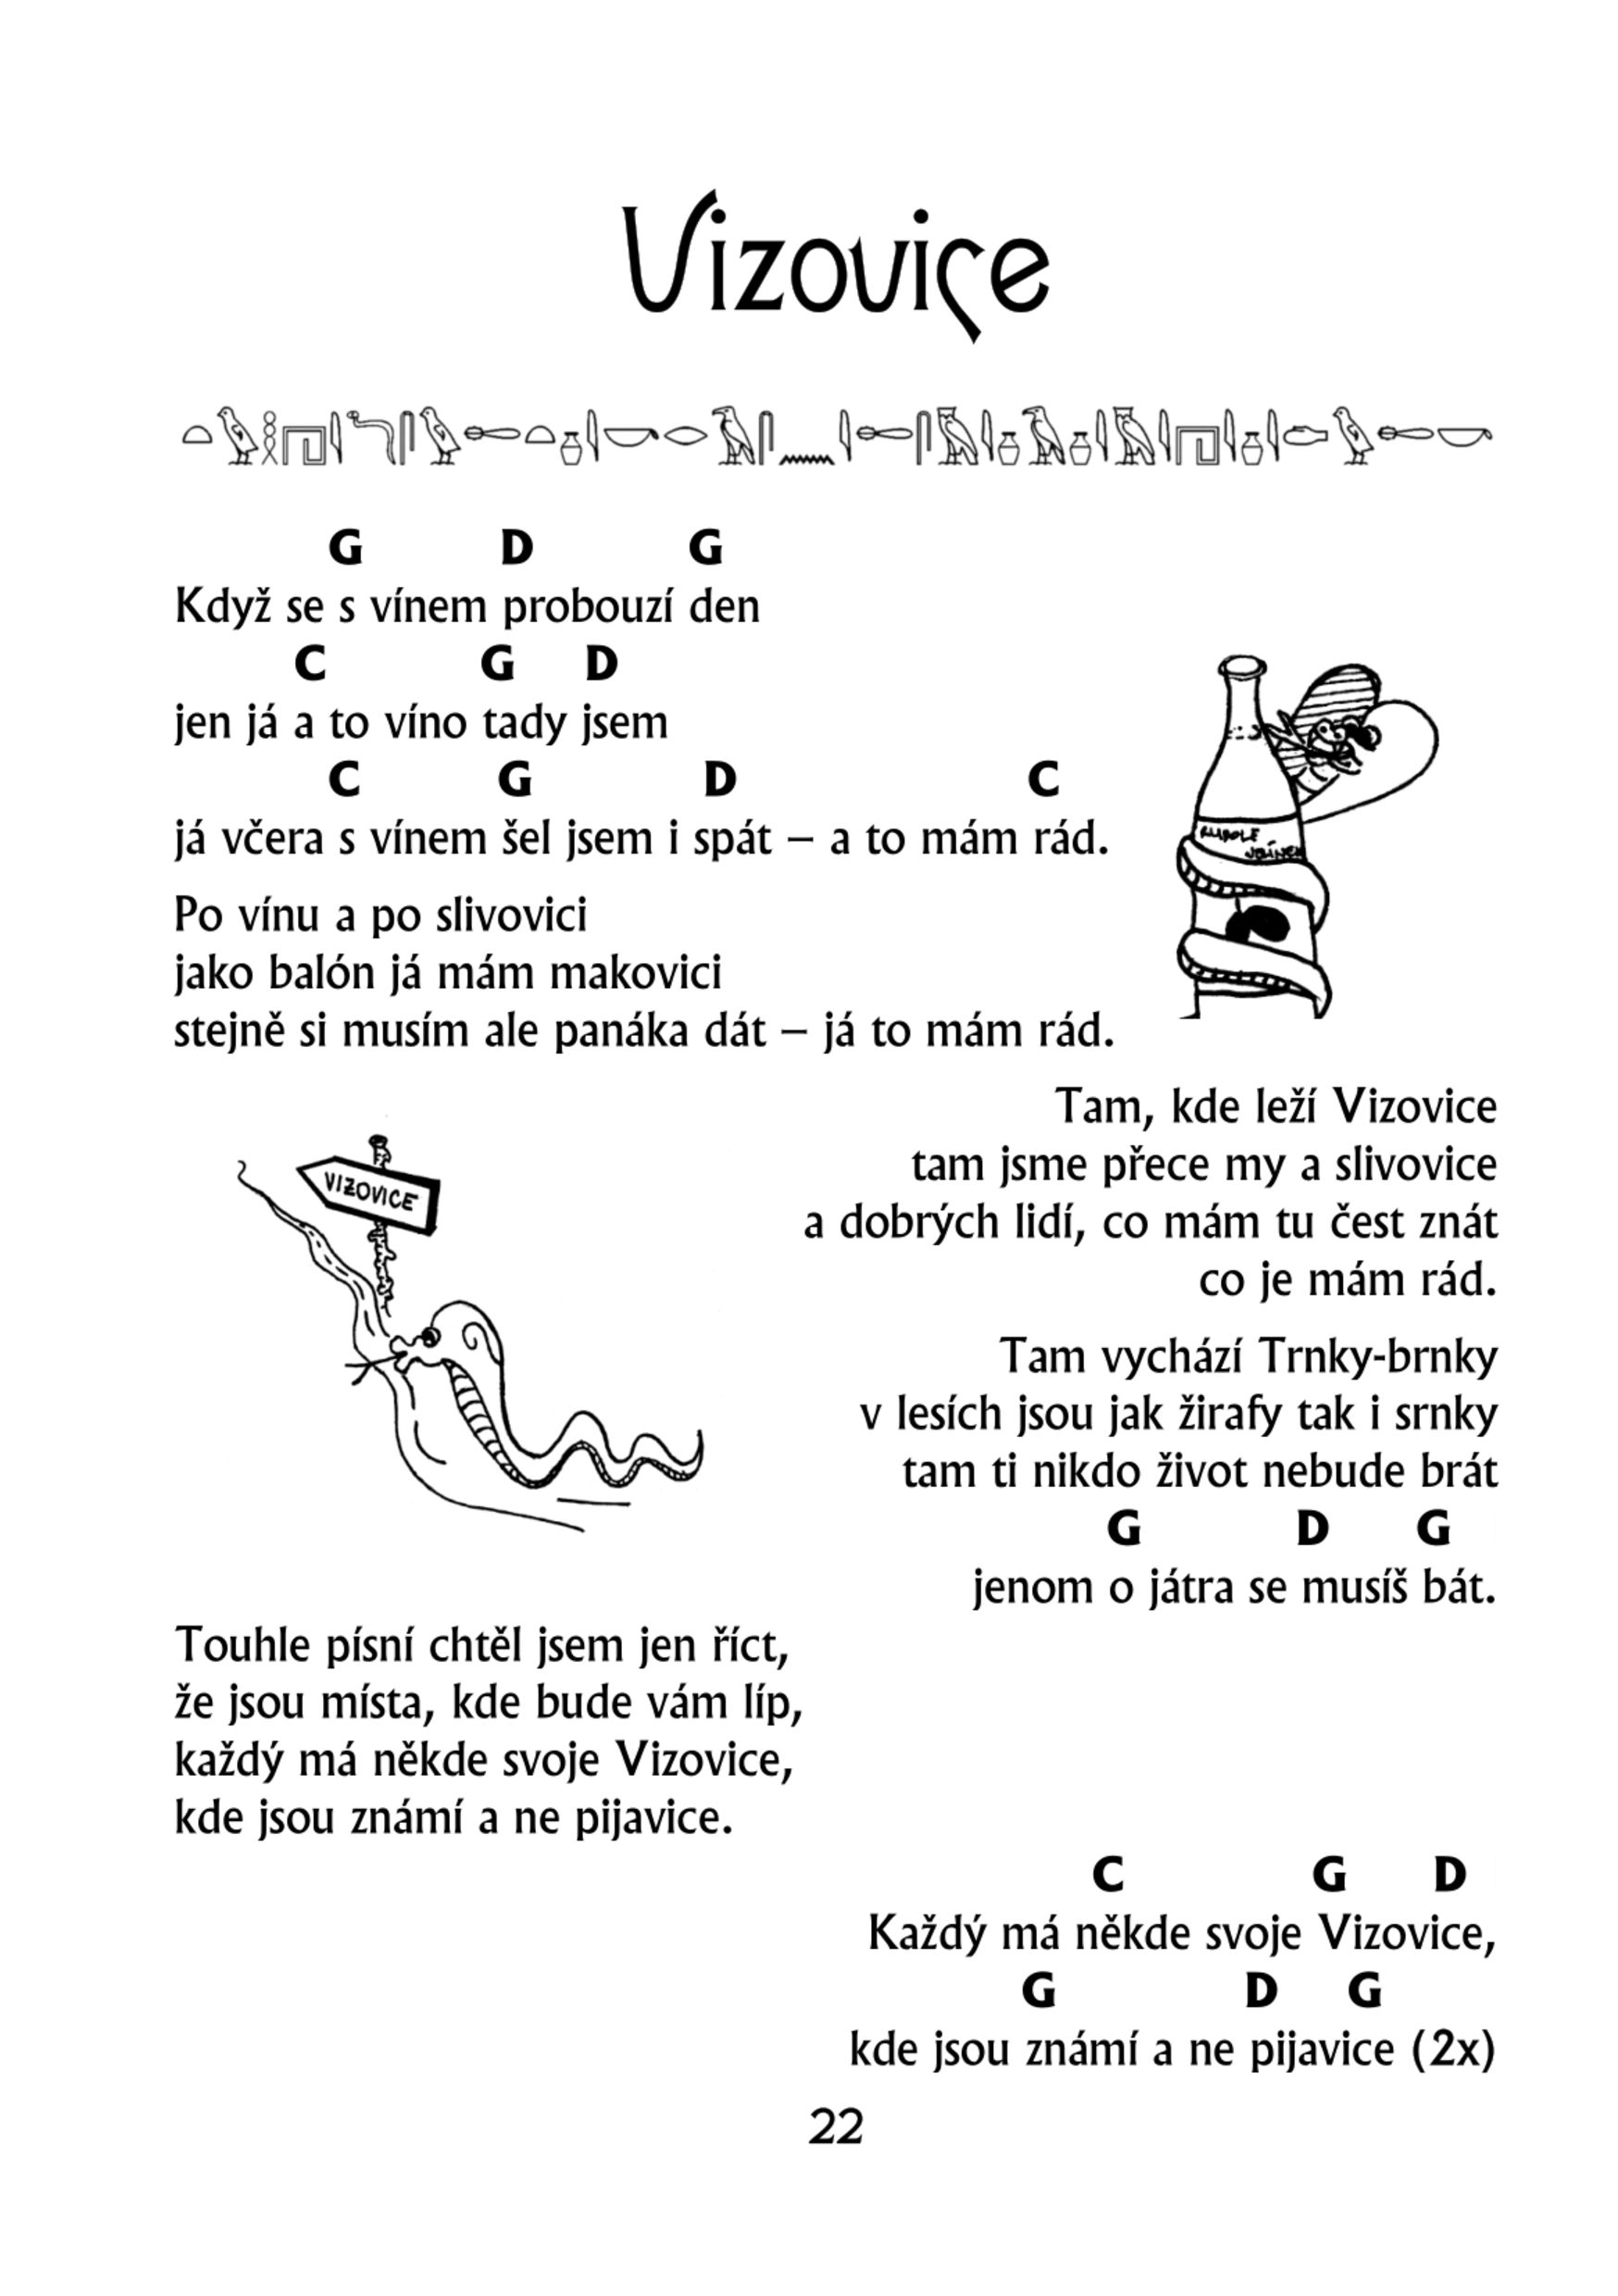 Vizovice
G D G
Když se s vínem probouzí den
C G D
jen já a to víno tady jsem
C G D C
já včera s vínem šel jsem i spát – a to mám rád.
Po vínu a po slivovici
jako balón já mám makovici
stejně si musím ale panáka dát – já to mám rád.
RUDOLF
JELÍNEK
Tam, kde leží Vizovice
tam jsme přece my a slivovice
a dobrých lidí, co mám tu čest znát
co je mám rád.
VIZOVICE
Tam vychází Trnky-brnky
v lesích jsou jak žirafy tak i srnky
tam ti nikdo život nebude brát
G D G
jenom o játra se musíš bát.
Touhle písní chtěl jsem jen říct,
že jsou místa, kde bude vám líp,
každý má někde svoje Vizovice,
kde jsou známí a ne pijavice.
C G D
Každý má někde svoje Vizovice,
G D G
kde jsou známí a ne pijavice (2x)
22